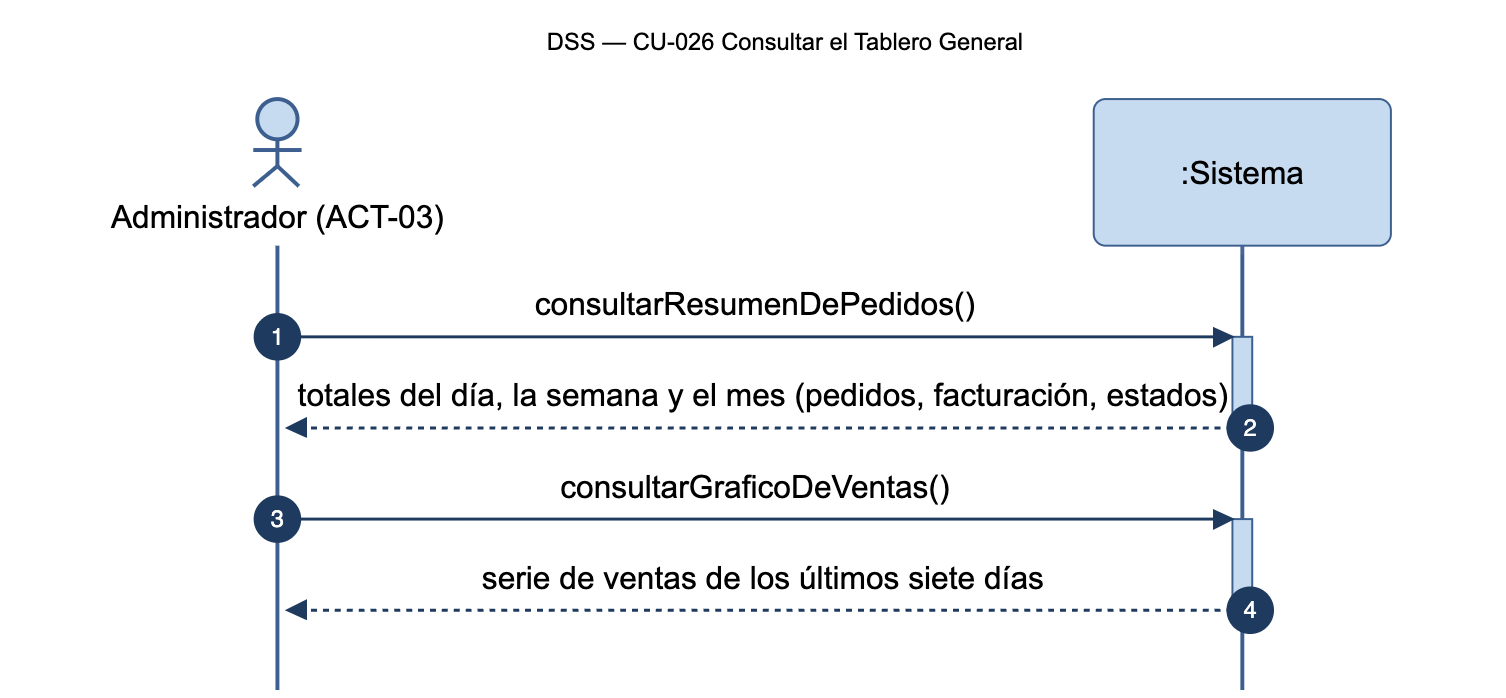 DSS — CU-026 Consultar el Tablero General
Administrador (ACT-03)
:Sistema
consultarResumenDePedidos()
1
totales del día, la semana y el mes (pedidos, facturación, estados)
2
consultarGraficoDeVentas()
3
serie de ventas de los últimos siete días
4